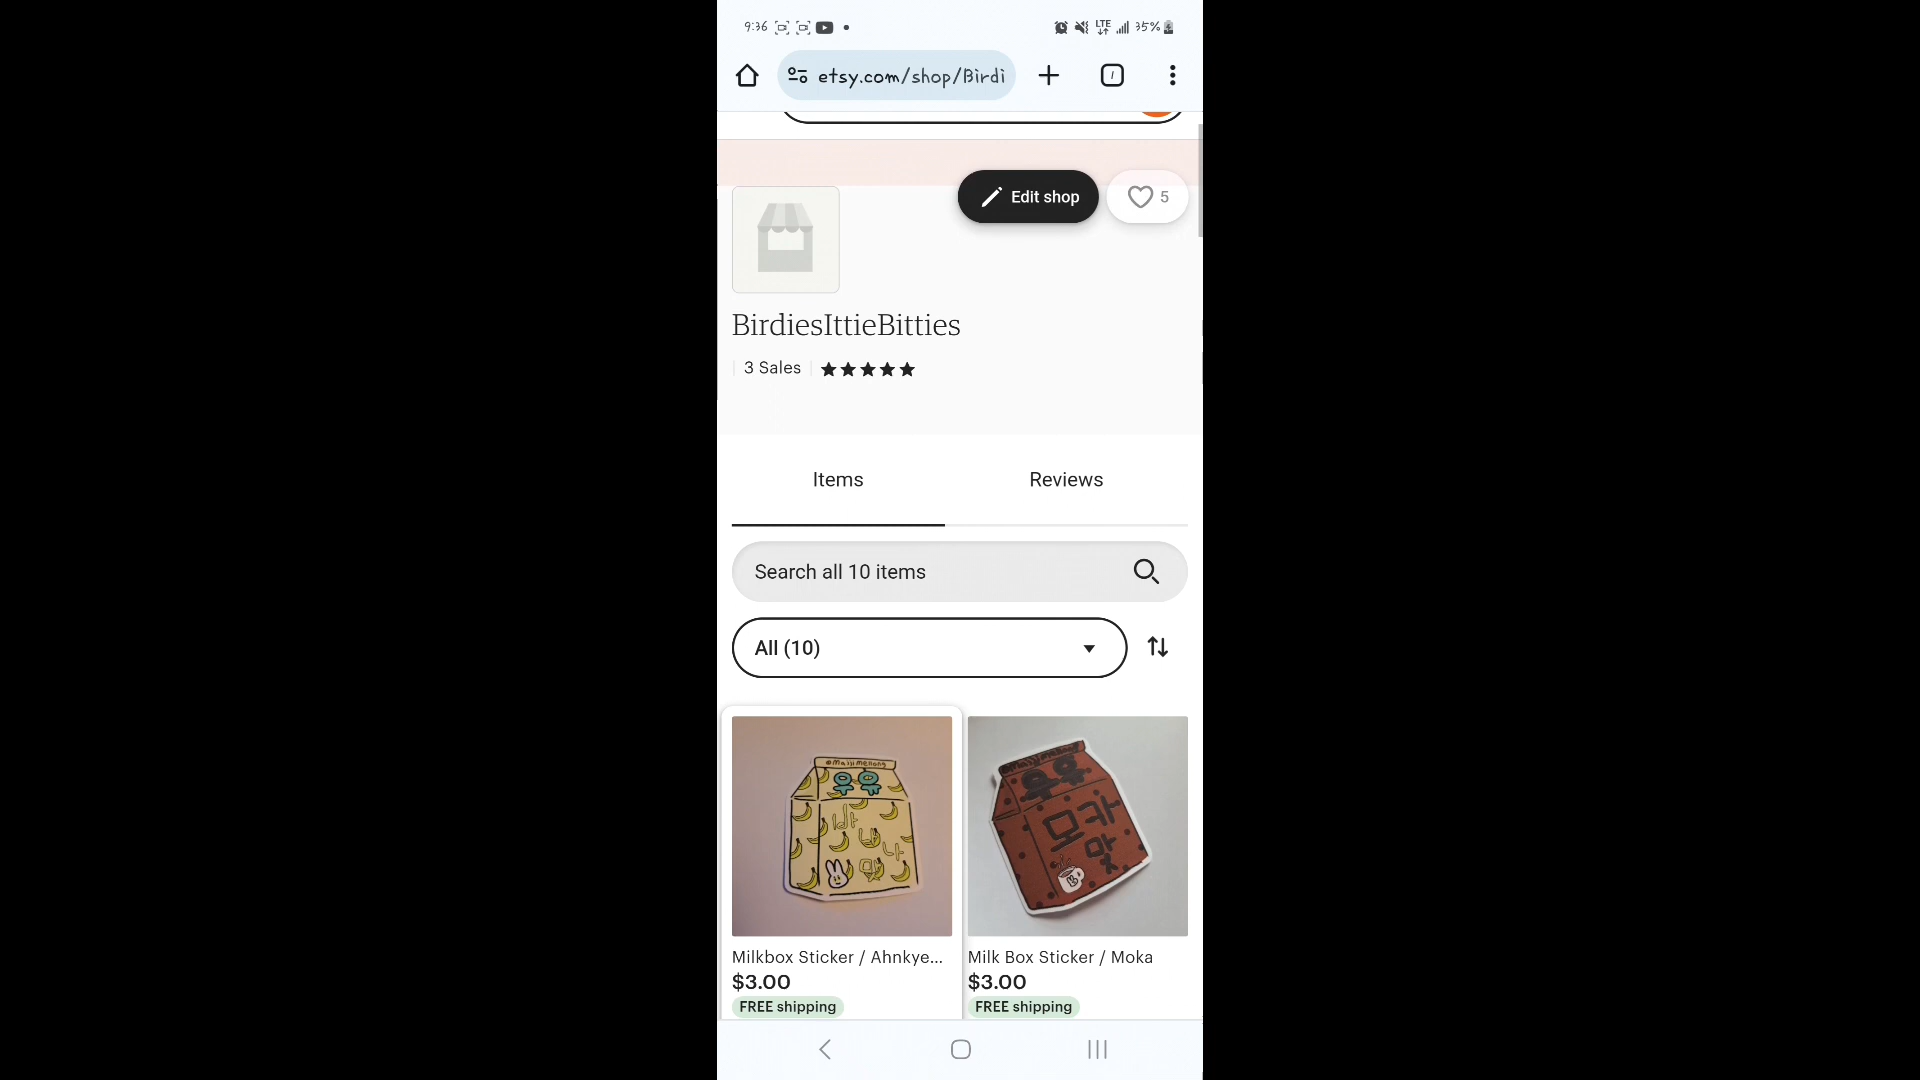 9:36
LTE
35%
etsy.com/shop/Birdi
Edit shop
5
BirdiesIttieBitties
3 Sales
Items
Reviews
Search all 10 items
All (10)
우유
바
나
나
맛
우유
모카
맛
Milkbox Sticker / Ahnkye...
$3.00
FREE shipping
Milk Box Sticker / Moka
$3.00
FREE shipping